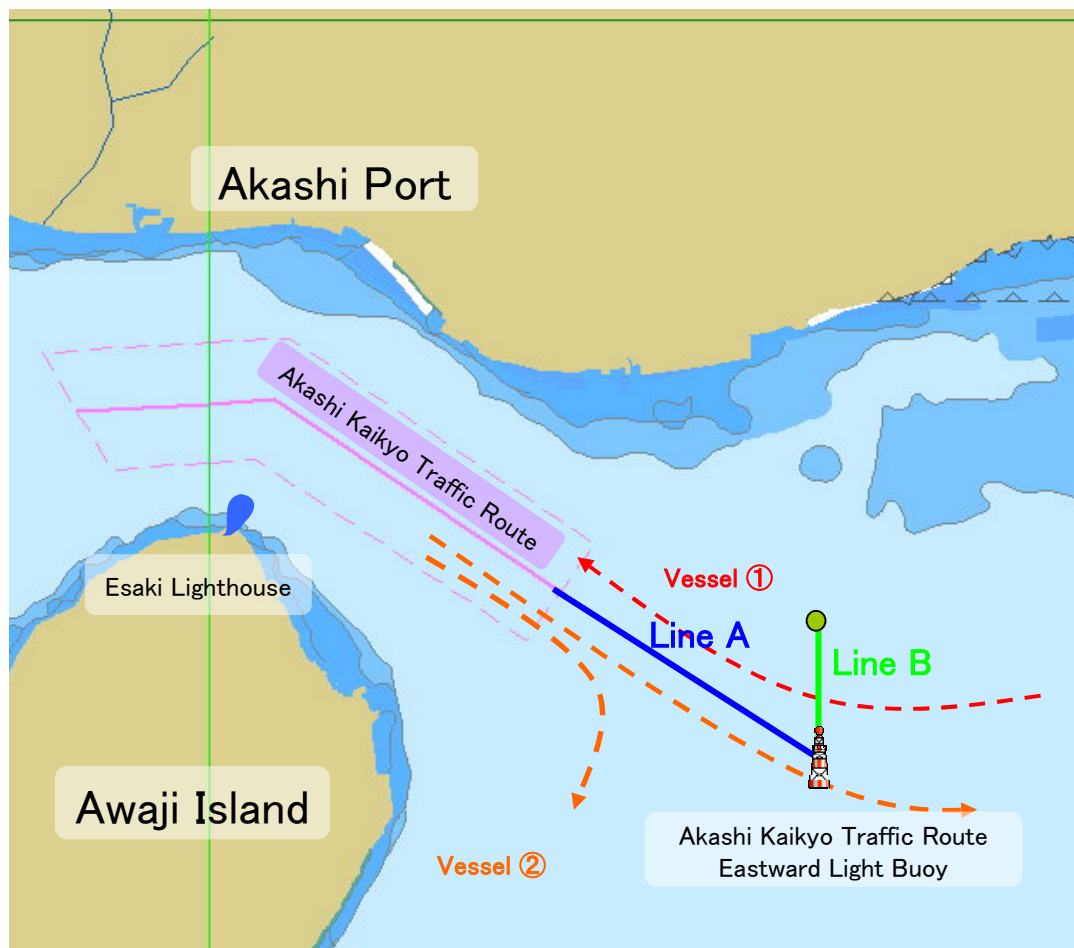 Akashi Port
Akashi Kaikyo Traffic Route
Esaki Lighthouse
Vessel ①
Line A
Line B
Awaji Island
Vessel ②
Akashi Kaikyo Traffic Route
Eastward Light Buoy